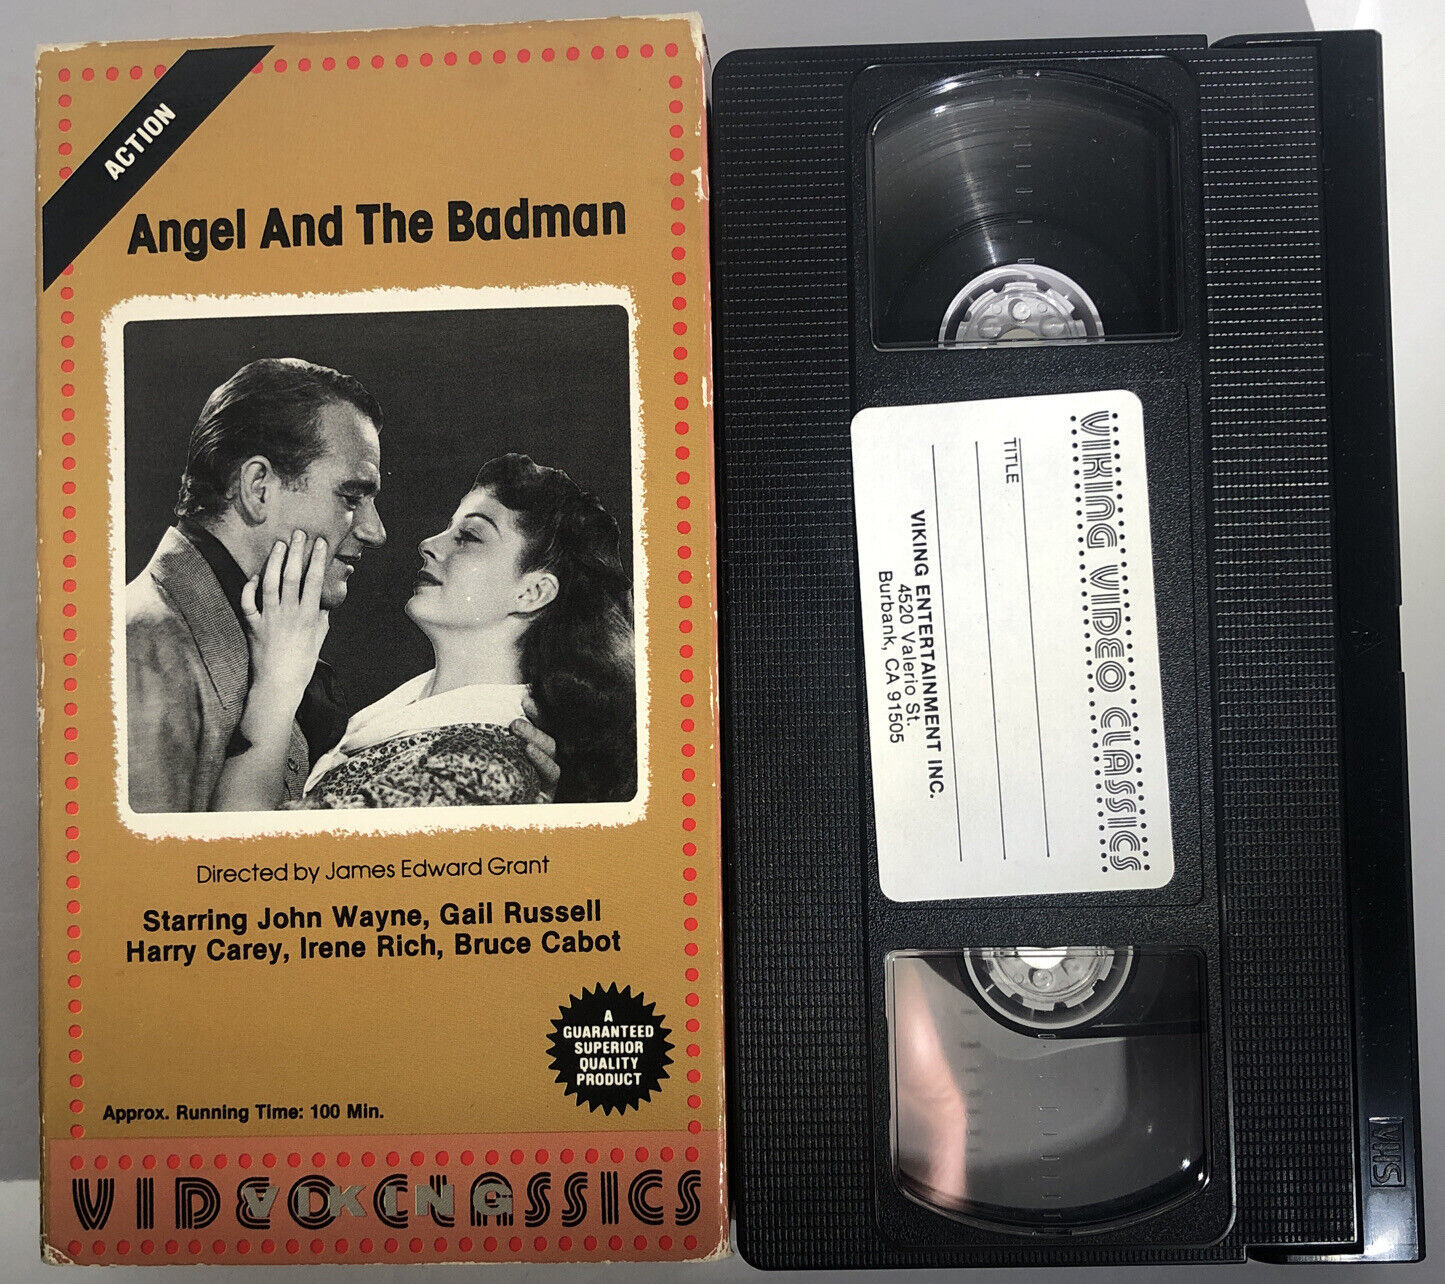 ACTION
Angel And The Badman
Directed by James Edward Grant
Starring John Wayne, Gail Russell
Harry Carey, Irene Rich, Bruce Cabot
A
GUARANTEED
SUPERIOR
QUALITY
PRODUCT
Approx. Running Time: 100 Min.
VIDEO CLASSICS
VIKING
VIKING VIDEO CLASSICS
TITLE
VIKING ENTERTAINMENT INC.
4520 Valerio St.
Burbank, CA 91505
VHS